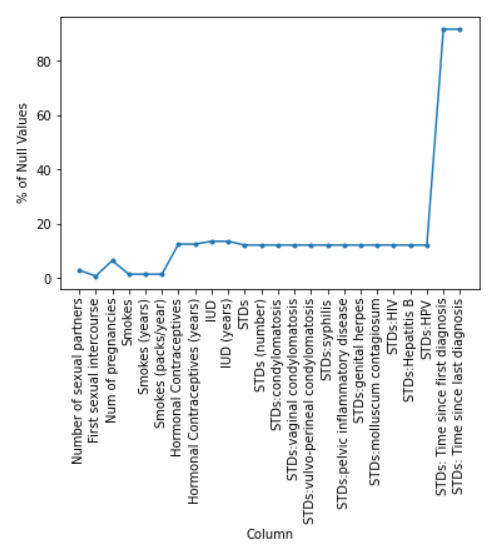 % of Null Values
80
60
40
20
0
Number of sexual partners
First sexual intercourse
Num of pregnancies
Smokes
Smokes (years)
Smokes (packs/year)
Hormonal Contraceptives
Hormonal Contraceptives (years)
IUD
IUD (years)
STDs
STDs (number)
STDs:condylomatosis
STDs:vaginal condylomatosis
STDs:vulvo-perineal condylomatosis
STDs:syphilis
STDs:pelvic inflammatory disease
STDs:genital herpes
STDs:molluscum contagiosum
STDs:HIV
STDs:Hepatitis B
STDs:HPV
STDs: Time since first diagnosis
STDs: Time since last diagnosis
Column